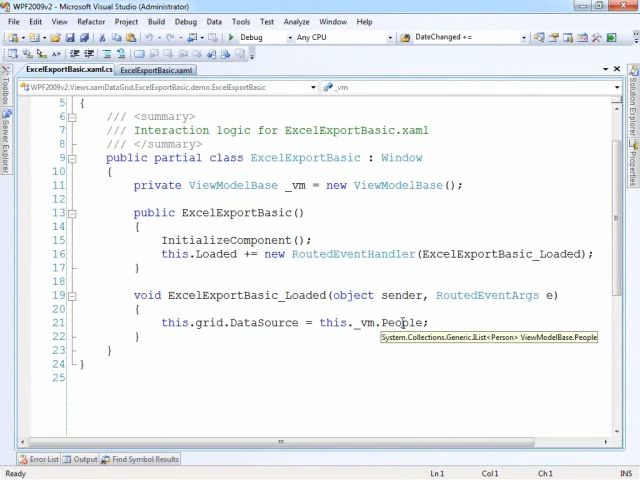 WPF2009v2 - Microsoft Visual Studio (Administrator)
File Edit View Refactor Project Build Debug Data Tools Test Analyze Window Help
Debug Any CPU DateChanged +=
ExcelExportBasic.xaml.cs ExcelExportBasic.xaml
WPF2009v2.Views.xamDataGrid.ExcelExportBasic.demo.ExcelExportBasic _vm
Toolbox
Server Explorer
Solution Explorer
Properties
5 {
6 /// <summary>
7 /// Interaction logic for ExcelExportBasic.xaml
8 /// </summary>
9 public partial class ExcelExportBasic : Window
10 {
11 private ViewModelBase _vm = new ViewModelBase();
12
13 public ExcelExportBasic()
14 {
15 InitializeComponent();
16 this.Loaded += new RoutedEventHandler(ExcelExportBasic_Loaded);
17 }
18
19 void ExcelExportBasic_Loaded(object sender, RoutedEventArgs e)
20 {
21 this.grid.DataSource = this._vm.People;
System.Collections.Generic.IList<Person> ViewModelBase.People
22 }
23 }
24 }
25
Error List Output Find Symbol Results
Ready Ln 1 Col 1 Ch 1 INS